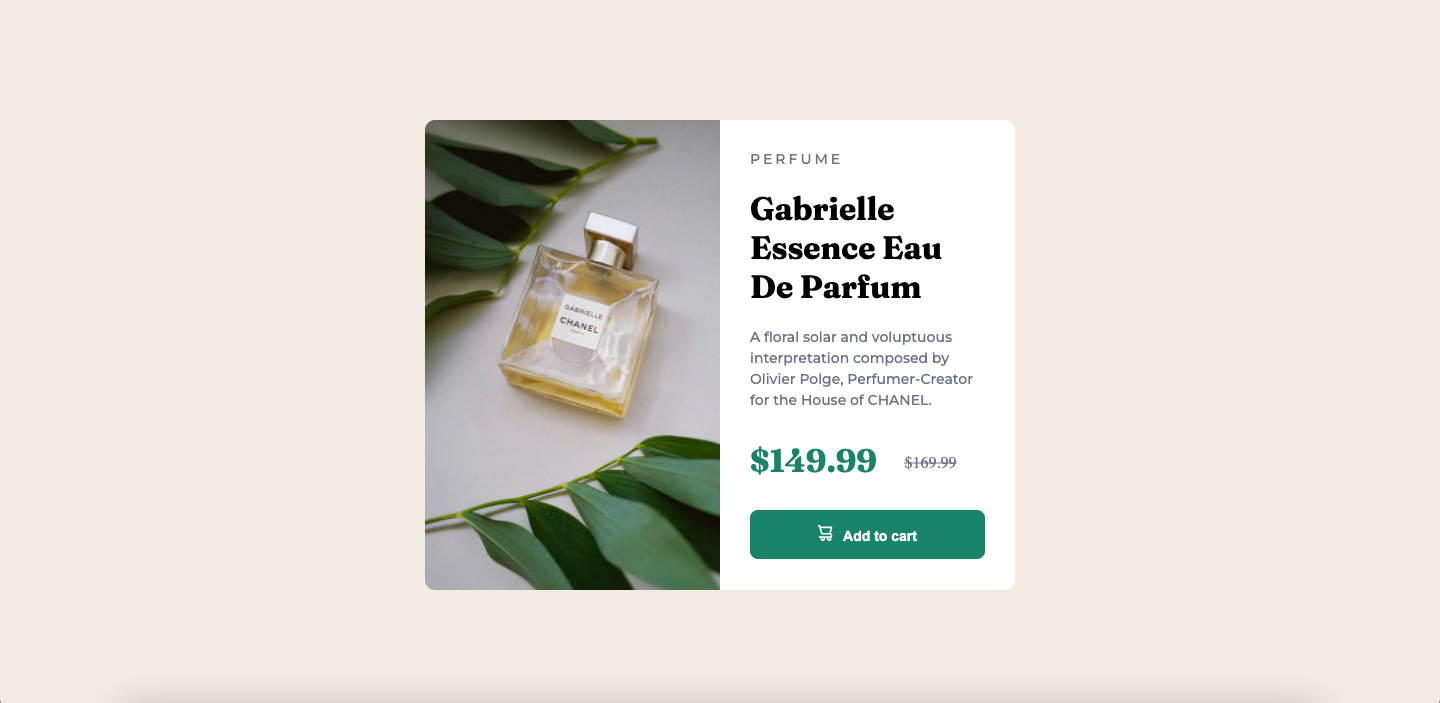 PERFUME
Gabrielle
Essence Eau
De Parfum
A floral solar and voluptuous
interpretation composed by
Olivier Polge, Perfumer-Creator
for the House of CHANEL.
$149.99 $169.99
Add to cart
GABRIELLE
CHANEL
PARIS